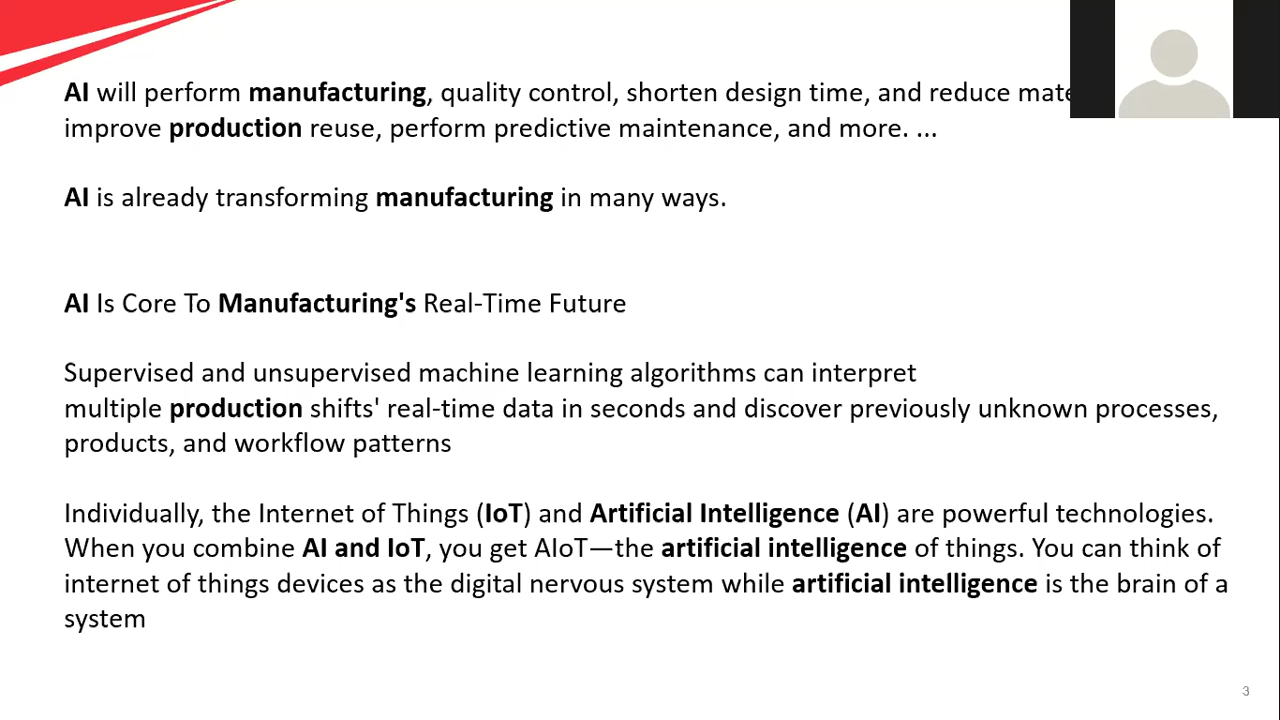 AI will perform manufacturing, quality control, shorten design time, and reduce
improve production reuse, perform predictive maintenance, and more. ...
AI is already transforming manufacturing in many ways.
AI Is Core To Manufacturing's Real-Time Future
Supervised and unsupervised machine learning algorithms can interpret
multiple production shifts' real-time data in seconds and discover previously unknown processes,
products, and workflow patterns
Individually, the Internet of Things (IoT) and Artificial Intelligence (AI) are powerful technologies.
When you combine AI and IoT, you get AIoT—the artificial intelligence of things. You can think of
internet of things devices as the digital nervous system while artificial intelligence is the brain of a
system
3